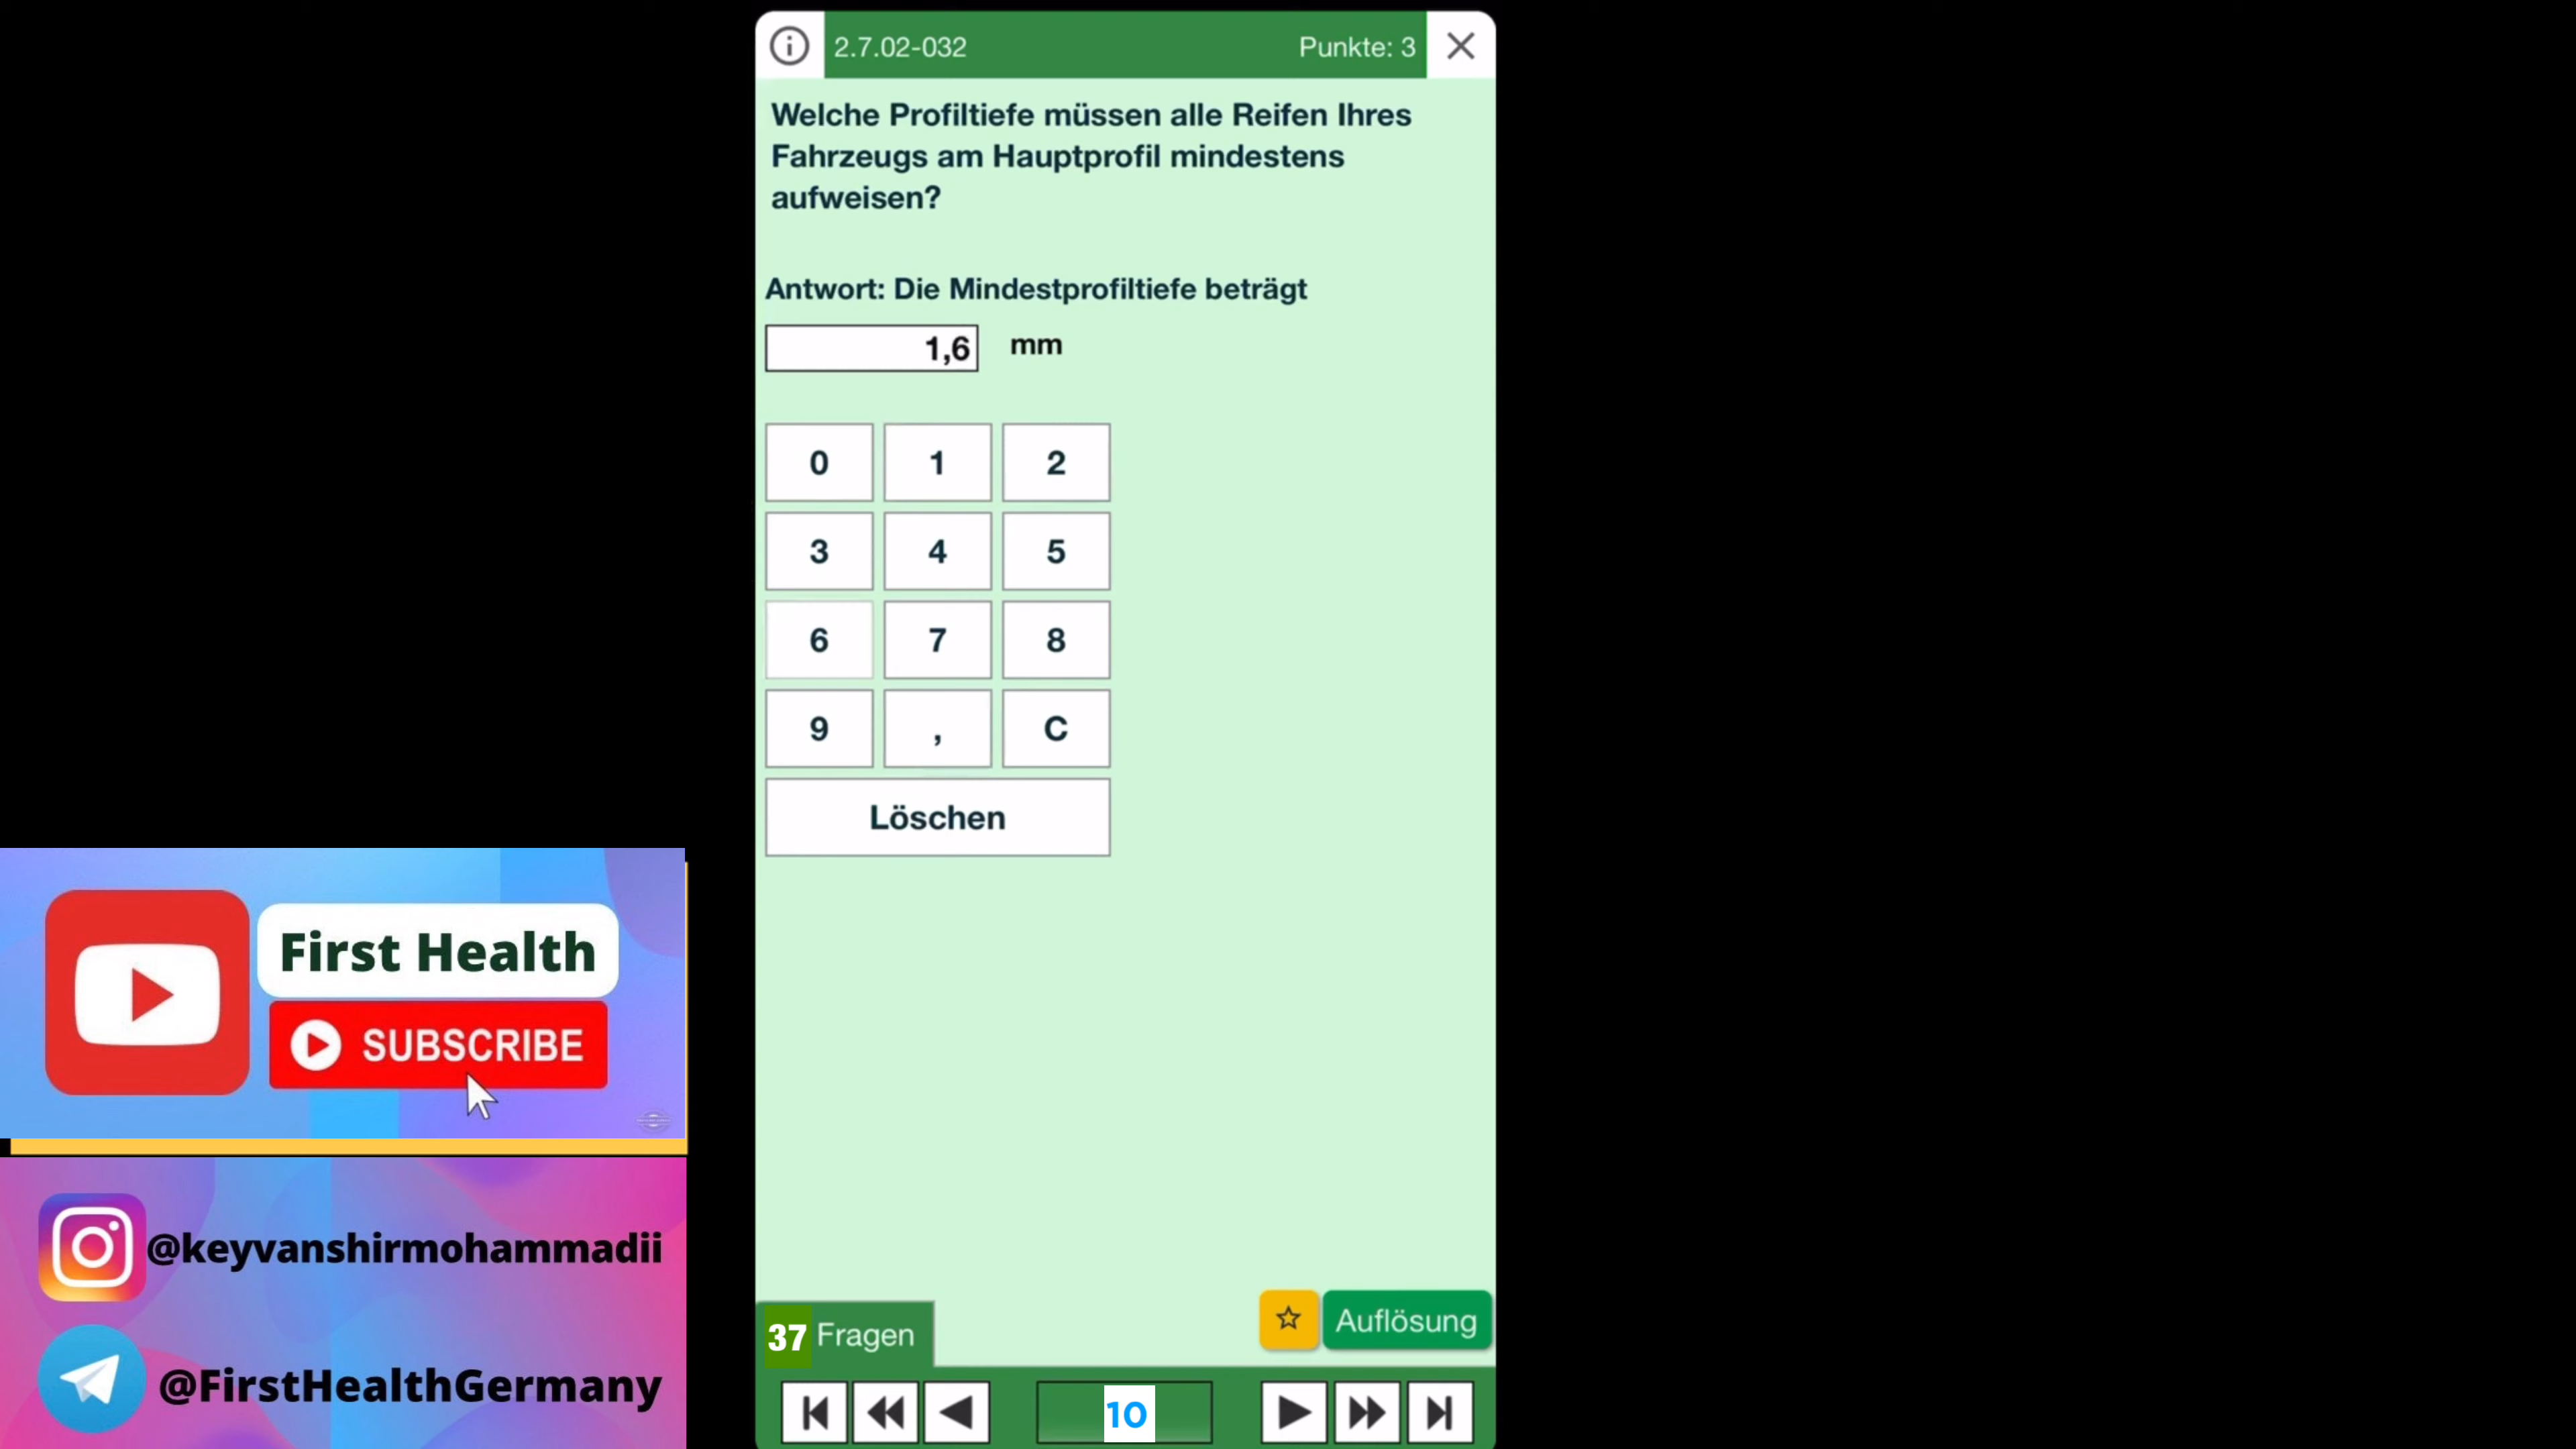 2.7.02-032
Punkte: 3
Welche Profiltiefe müssen alle Reifen Ihres
Fahrzeugs am Hauptprofil mindestens
aufweisen?
Antwort: Die Mindestprofiltiefe beträgt
1,6 mm
0 1 2
3 4 5
6 7 8
9 , C
Löschen
First Health
SUBSCRIBE
@keyvanshirmohammadii
@FirstHealthGermany
37 Fragen
Auflösung
10